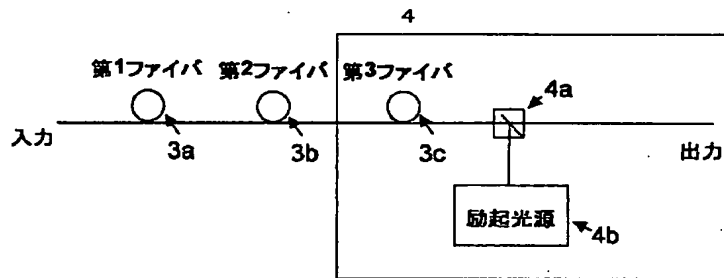 4
第1ファイバ 第2ファイバ 第3ファイバ
4a
入力 3a 3b 3c 出力
励起光源
4b